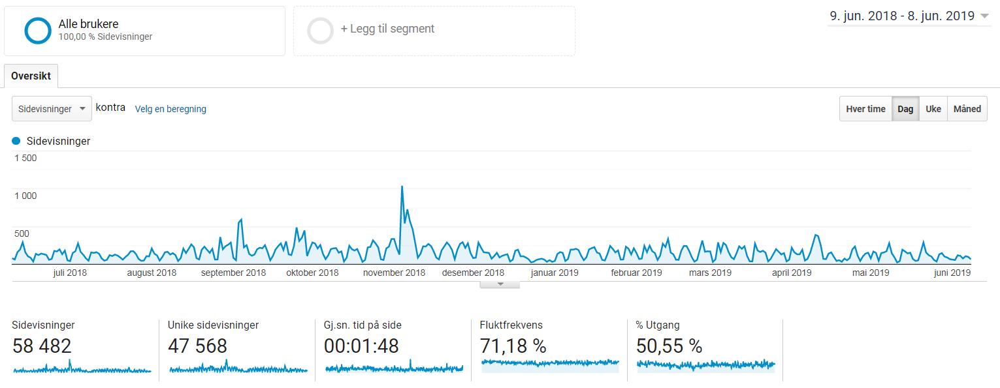 Alle brukere
100,00 % Sidevisninger
+ Legg til segment
9. jun. 2018 - 8. jun. 2019
Oversikt
Sidevisninger kontra Velg en beregning
Hver time Dag Uke Måned
Sidevisninger
1 500
1 000
500
juli 2018 august 2018 september 2018 oktober 2018 november 2018 desember 2018 januar 2019 februar 2019 mars 2019 april 2019 mai 2019 juni 2019
Sidevisninger
58 482
Unike sidevisninger
47 568
Gj.sn. tid på side
00:01:48
Fluktfrekvens
71,18 %
% Utgang
50,55 %